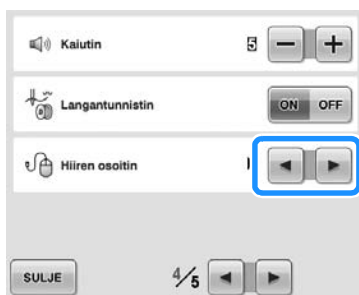 Kaiutin 5 − +
Langantunnistin ON OFF
Hiiren osoitin
SULJE 4/5